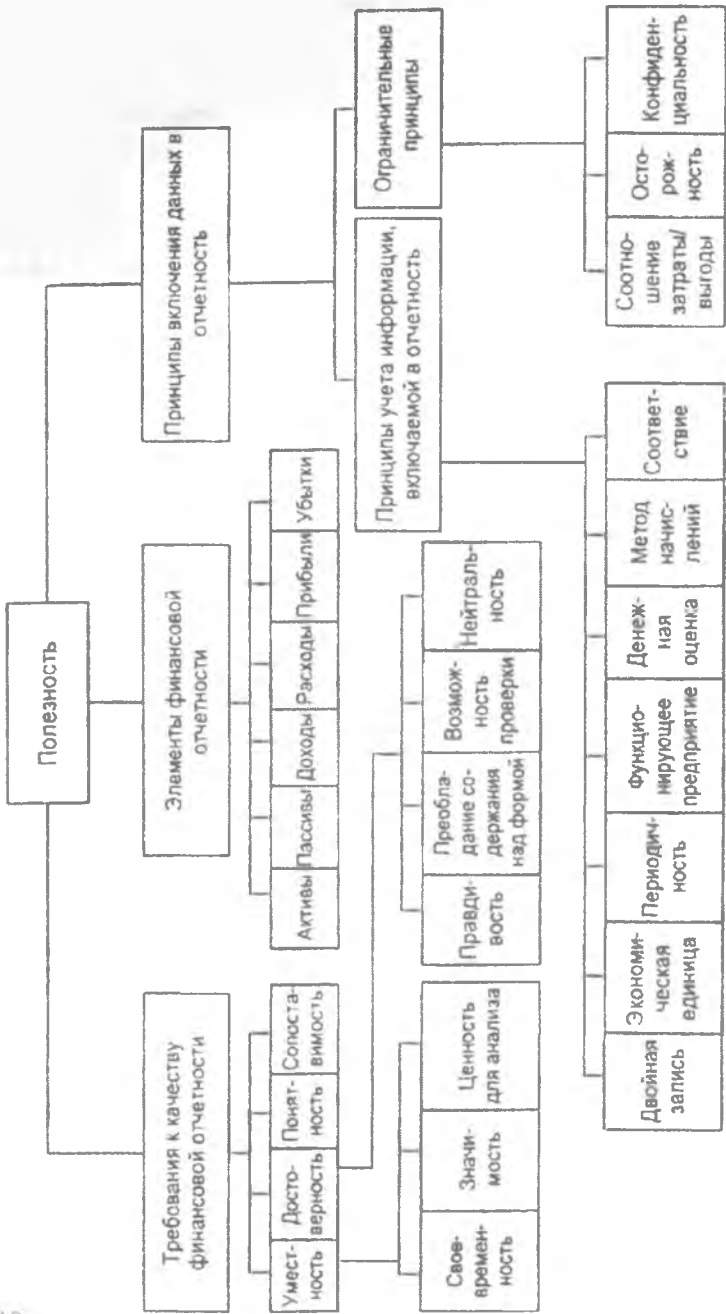 Полезность
Требования к качеству
финансовой отчетности
Элементы финансовой
отчетности
Принципы включения данных в
отчетность
Умест-
ность
Досто-
верность
Понят-
ность
Сопоста-
вимость
Активы
Пассивы
Доходы
Расходы
Прибыли
Убытки
Принципы учета информации,
включаемой в отчетность
Ограничительные
принципы
Свое-
времен-
ность
Значи-
мость
Ценность
для анализа
Правди-
вость
Преобла-
дание со-
держания
над формой
Возмож-
ность
проверки
Нейтраль-
ность
Соотно-
шение
затраты/
выгоды
Осто-
рож-
ность
Конфиден-
циальность
Двойная
запись
Экономи-
ческая
единица
Периодич-
ность
Функцио-
нирующее
предприятие
Денеж-
ная
оценка
Метод
начис-
лений
Соответ-
ствие